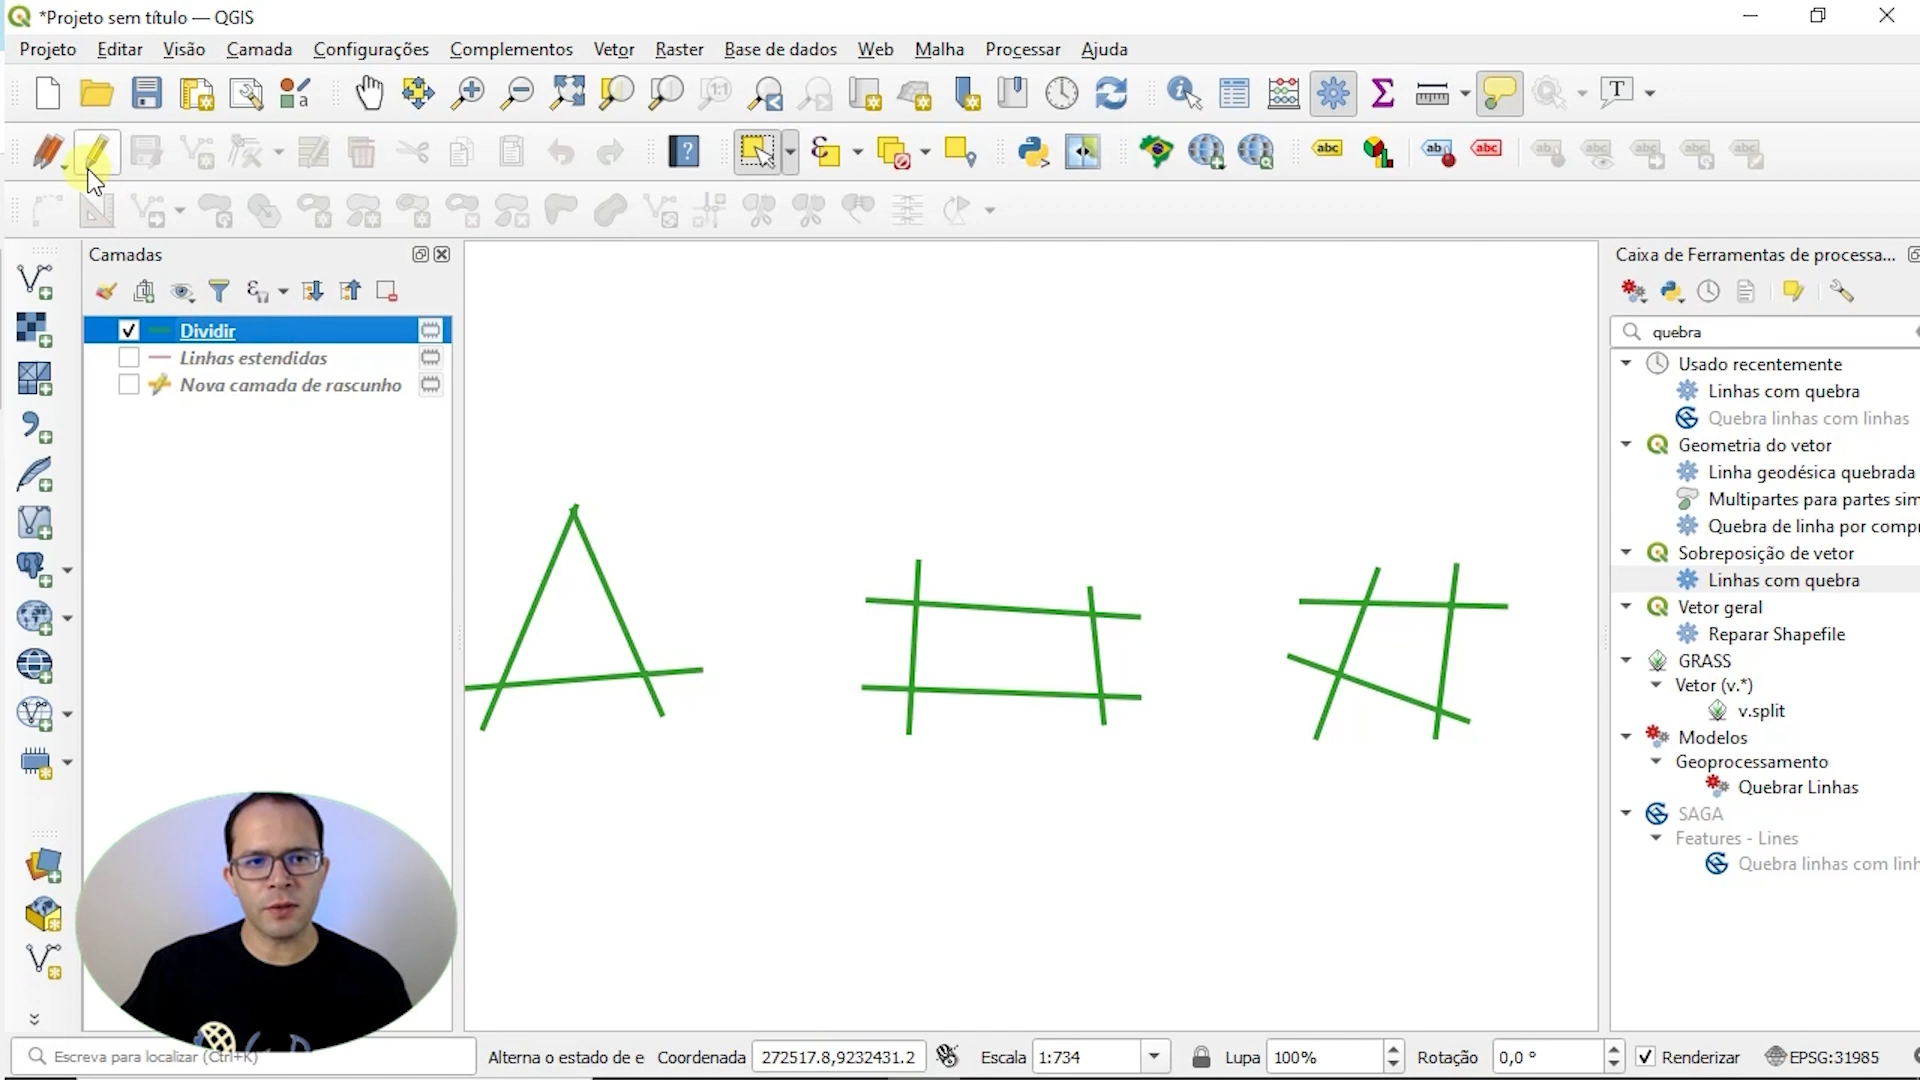 *Projeto sem título — QGIS
Projeto Editar Visão Camada Configurações Complementos Vetor Raster Base de dados Web Malha Processar Ajuda
1:1
a
T
abc abc abc
Camadas
Dividir
Linhas estendidas
Nova camada de rascunho
Caixa de Ferramentas de processa...
quebra
Usado recentemente
Linhas com quebra
Quebra linhas com linhas
Geometria do vetor
Linha geodésica quebrada
Multipartes para partes sim
Quebra de linha por compr
Sobreposição de vetor
Linhas com quebra
Vetor geral
Reparar Shapefile
GRASS
Vetor (v.*)
v.split
Modelos
Geoprocessamento
Quebrar Linhas
SAGA
Features - Lines
Quebra linhas com linh
Escreva para localizar (Ctrl+K) Alterna o estado de e Coordenada 272517.8,9232431.2 Escala 1:734 Lupa 100% Rotação 0,0 ° Renderizar EPSG:31985